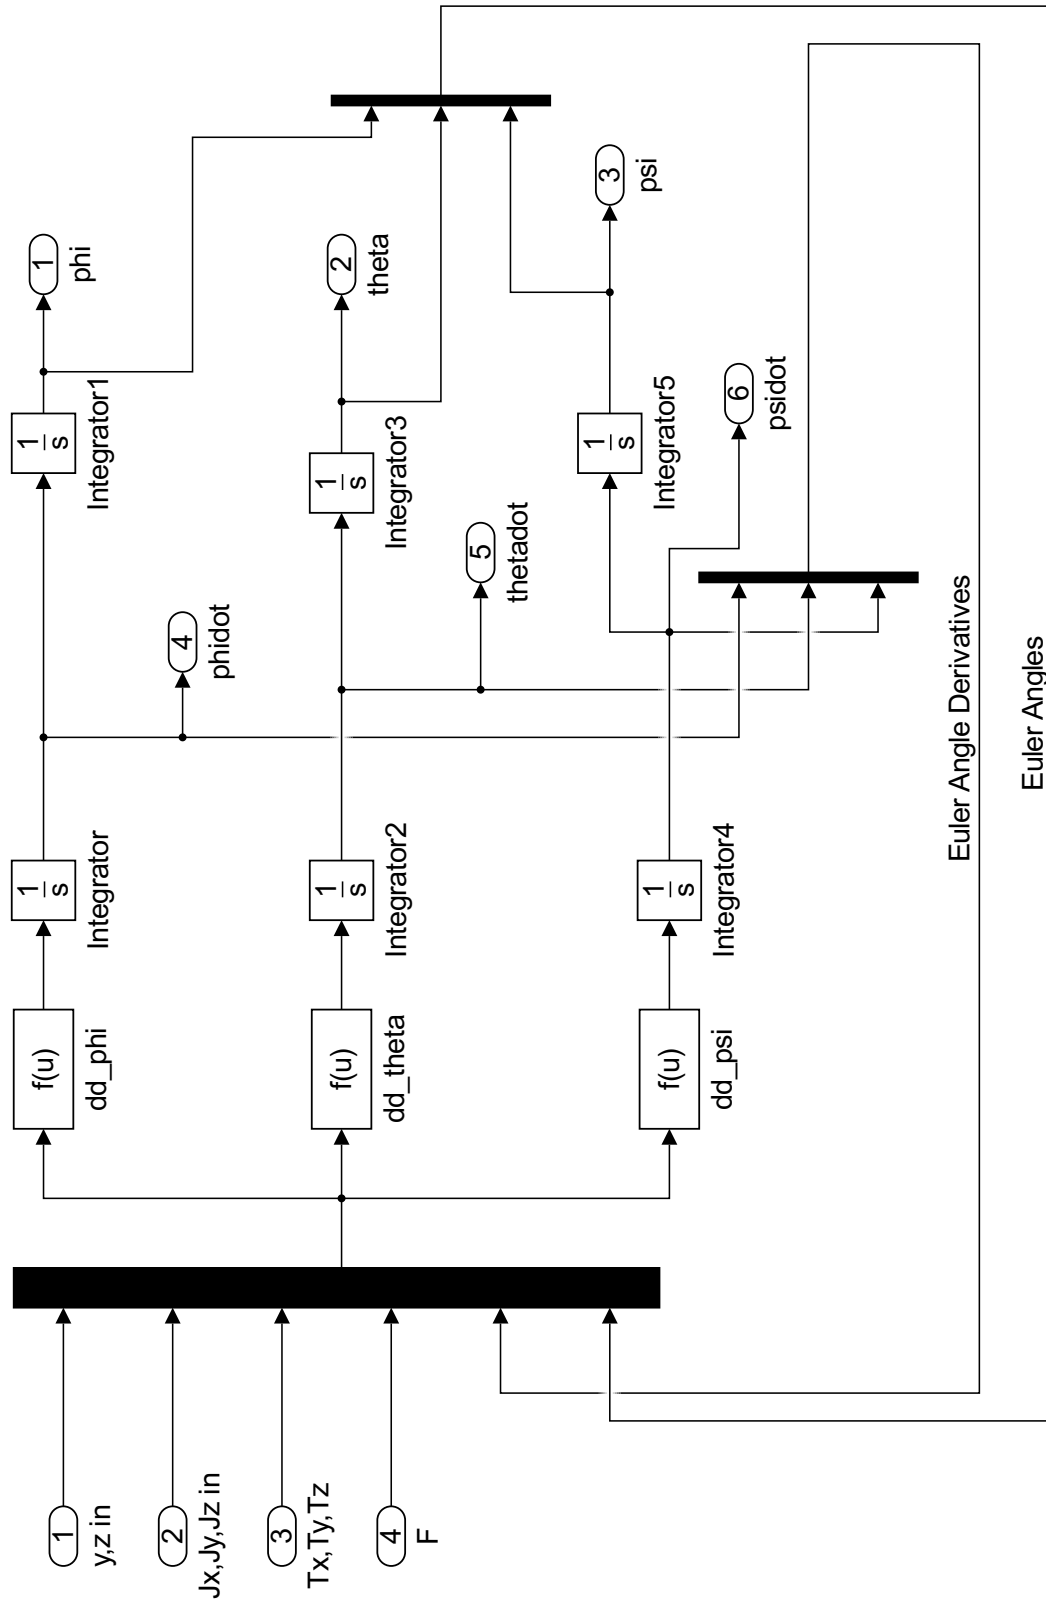 1
y,z in
2
Jx,Jy,Jz in
3
Tx,Ty,Tz
4
F
f(u)
dd_phi
f(u)
dd_theta
f(u)
dd_psi
1
s
Integrator
1
s
Integrator2
1
s
Integrator4
4
phidot
5
thetadot
6
psidot
1
s
Integrator1
1
s
Integrator3
1
s
Integrator5
1
phi
2
theta
3
psi
Euler Angle Derivatives
Euler Angles